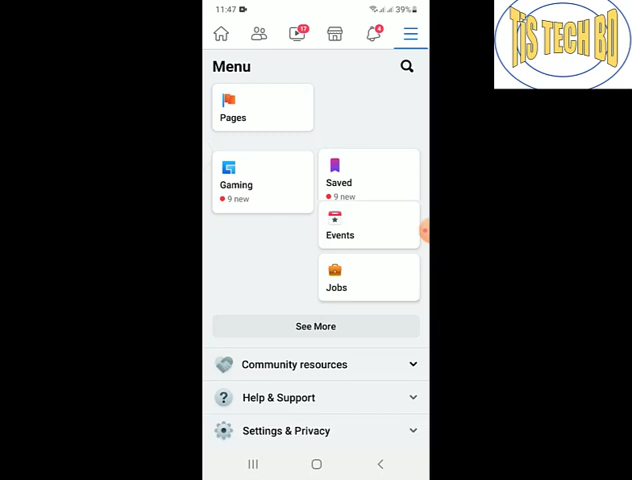 11:47
39%
TIS TECH BD
17
4
Menu
Pages
Gaming
9 new
Saved
9 new
Events
Jobs
See More
Community resources
Help & Support
Settings & Privacy